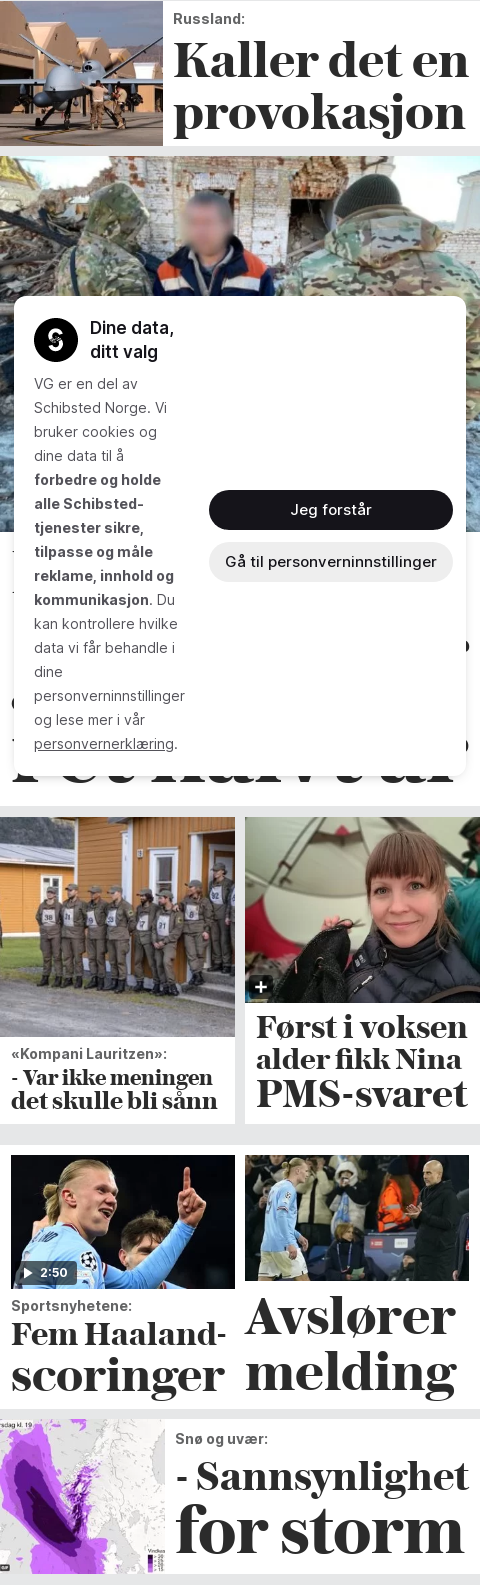 Russland:
Kaller det en
provokasjon
Dine data,
ditt valg
VG er en del av
Schibsted Norge. Vi
bruker cookies og
dine data til å
forbedre og holde
alle Schibsted-
tjenester sikre,
tilpasse og måle
reklame, innhold og
kommunikasjon. Du
kan kontrollere hvilke
data vi får behandle i
dine
personverninnstillinger
og lese mer i vår
personvernerklæring.
Jeg forstår
Gå til personverninnstillinger
«Kompani Lauritzen»:
- Var ikke meningen
det skulle bli sånn
Først i voksen
alder fikk Nina
PMS-svaret
2:50
Sportsnyhetene:
Fem Haaland-
scoringer
Avslører
melding
rsdag kl. 19
Snø og uvær:
- Sannsynlighet
for storm